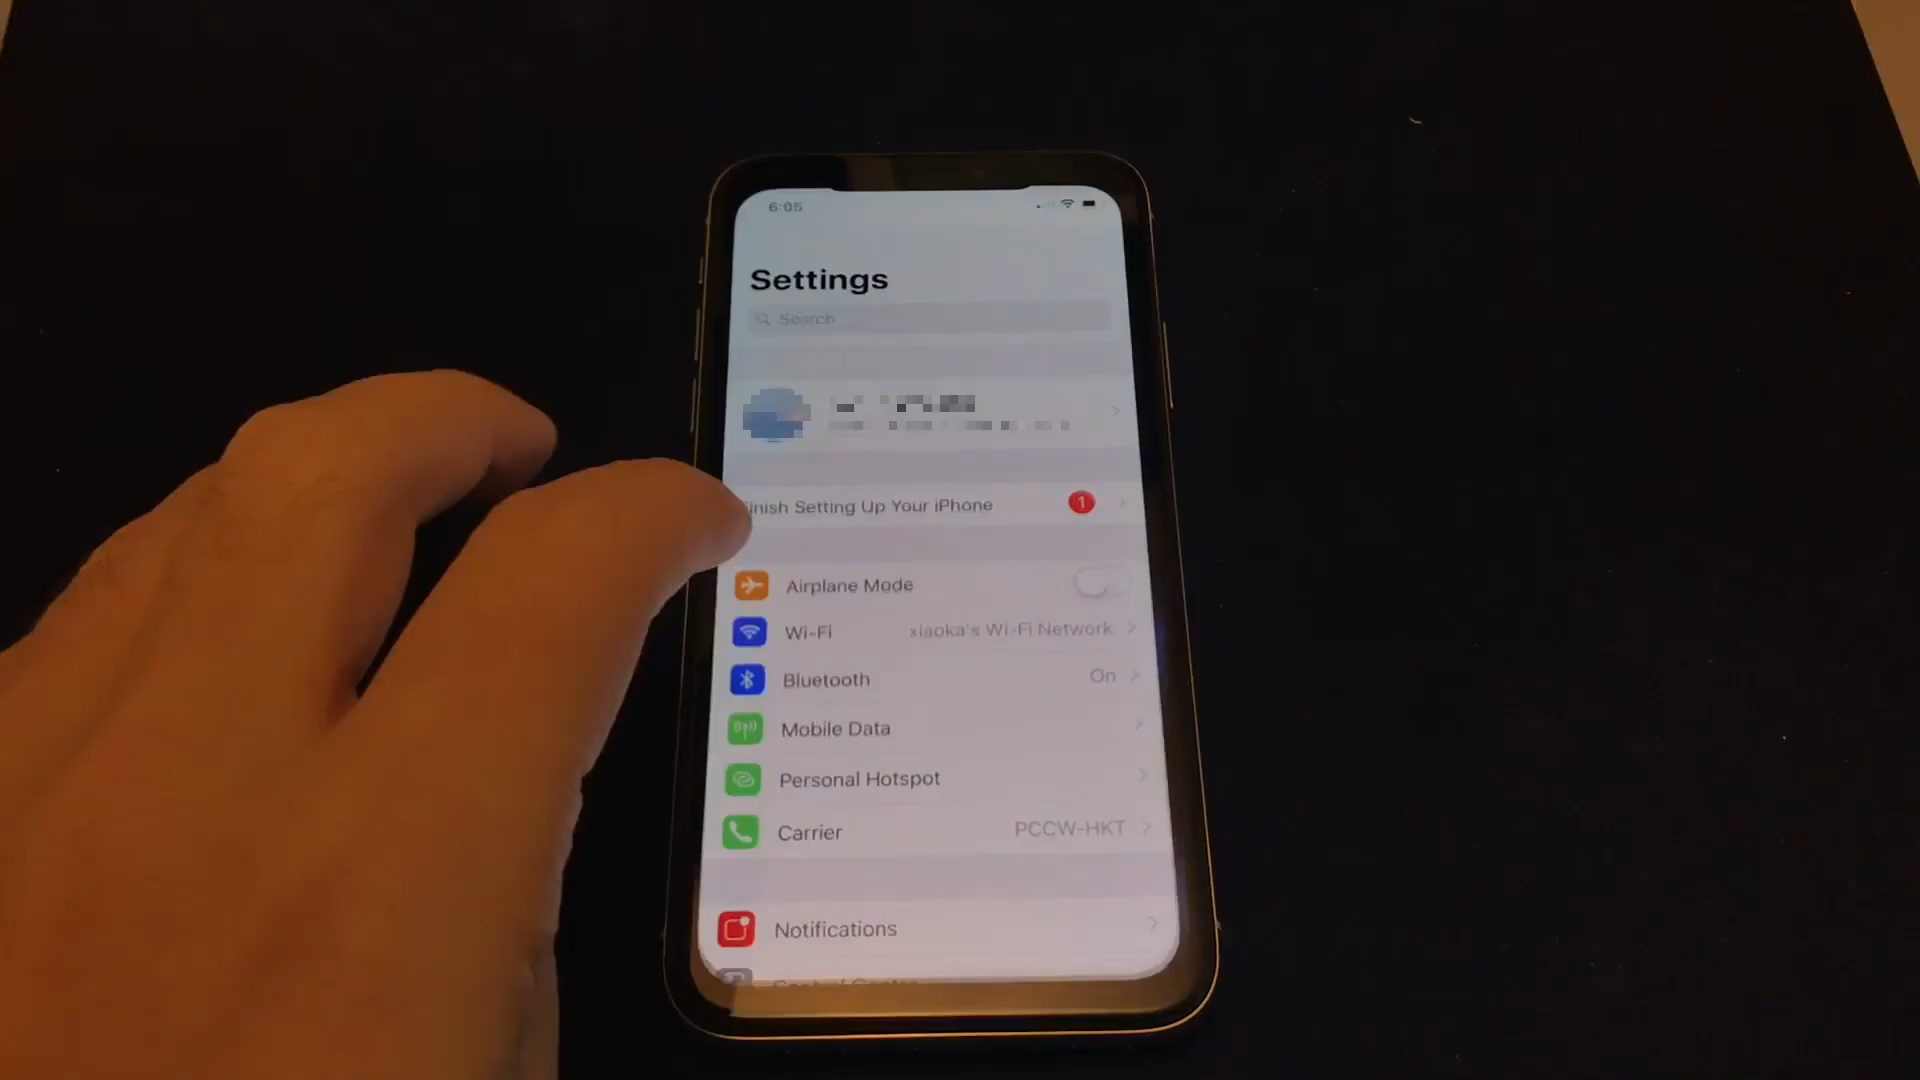 6:05
Settings
Search
Finish Setting Up Your iPhone 1
Airplane Mode
Wi-Fi xiaoka's Wi-Fi Network
Bluetooth On
Mobile Data
Personal Hotspot
Carrier PCCW-HKT
Notifications